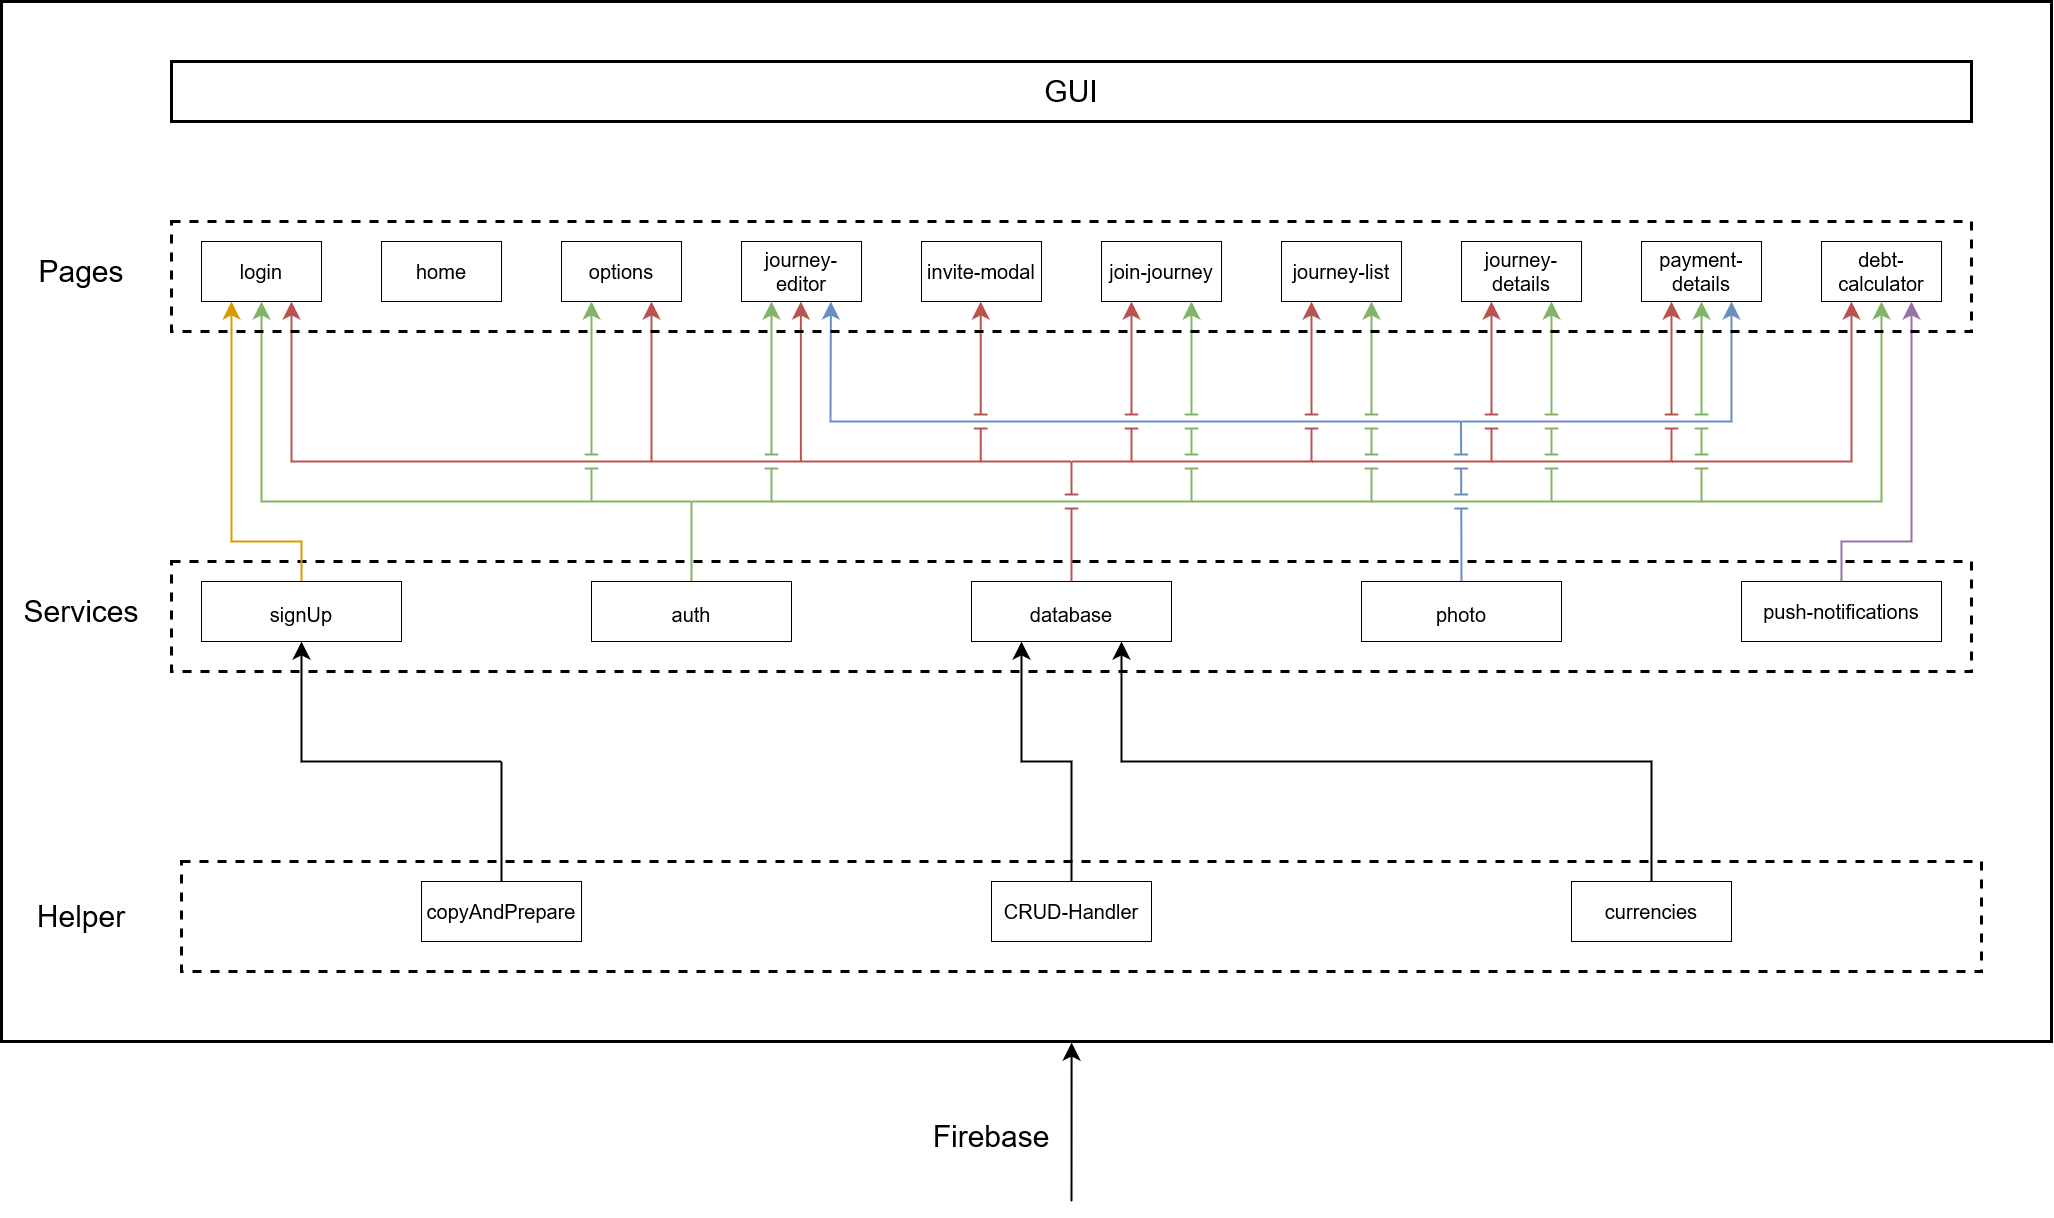 GUI
Pages
login
home
options
journey-
editor
invite-modal
join-journey
journey-list
journey-
details
payment-
details
debt-
calculator
Services
signUp
auth
database
photo
push-notifications
Helper
copyAndPrepare
CRUD-Handler
currencies
Firebase